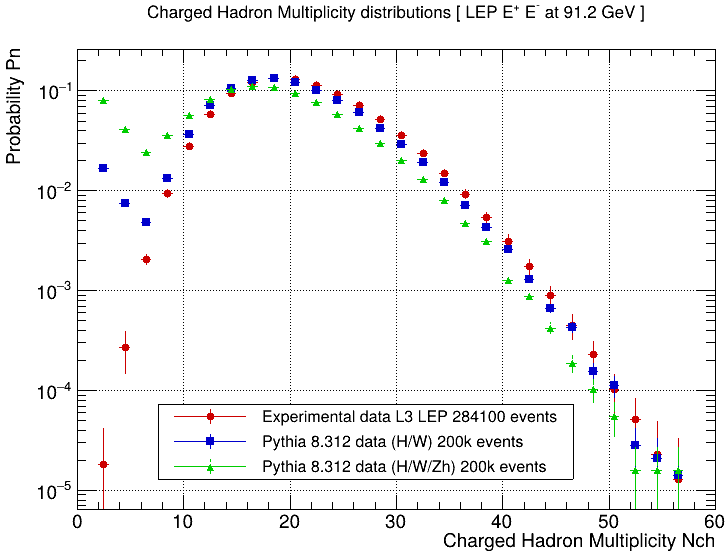 Charged Hadron Multiplicity distributions [ LEP E⁺ E⁻ at 91.2 GeV ]
Probability Pn
10⁻¹
10⁻²
10⁻³
10⁻⁴
10⁻⁵
Experimental data L3 LEP 284100 events
Pythia 8.312 data (H/W) 200k events
Pythia 8.312 data (H/W/Zh) 200k events
0 10 20 30 40 50 60
Charged Hadron Multiplicity Nch